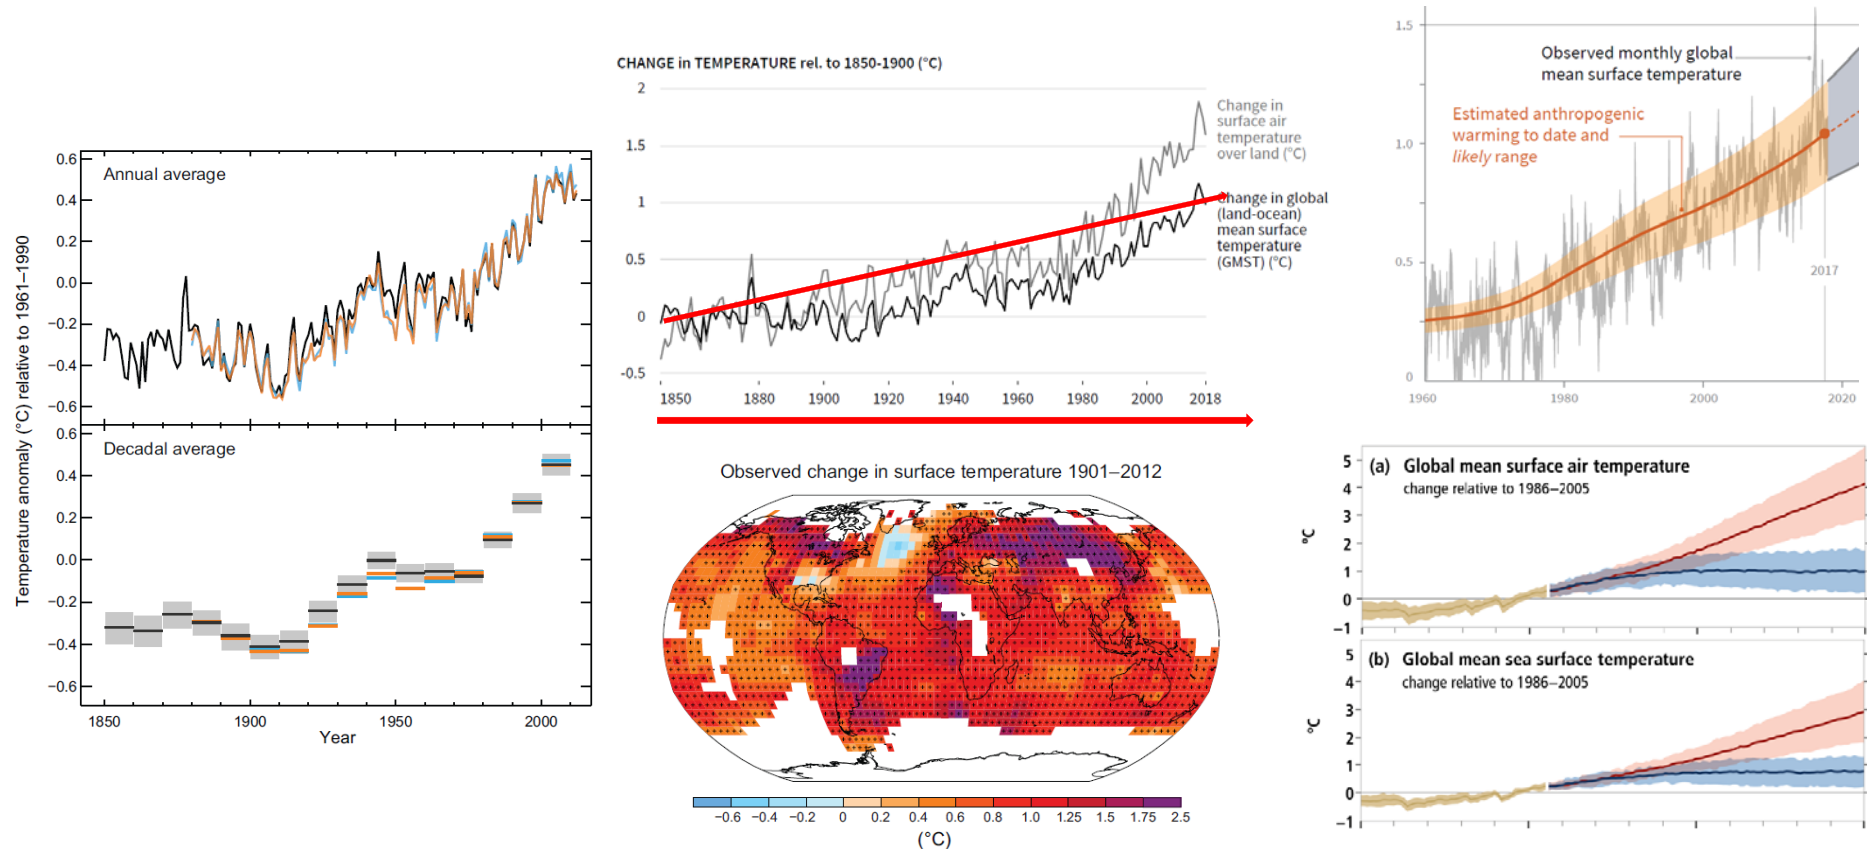 Temperature anomaly (°C) relative to 1961–1990
Annual average
0.6
0.4
0.2
0.0
−0.2
−0.4
−0.6
Decadal average
0.6
0.4
0.2
0.0
−0.2
−0.4
−0.6
1850 1900 1950 2000
Year
CHANGE in TEMPERATURE rel. to 1850-1900 (°C)
2
1.5
1
0.5
0
-0.5
Change in
surface air
temperature
over land (°C)
Change in global
(land-ocean)
mean surface
temperature
(GMST) (°C)
1850 1880 1900 1920 1940 1960 1980 2000 2018
Observed change in surface temperature 1901–2012
−0.6 −0.4 −0.2 0 0.2 0.4 0.6 0.8 1.0 1.25 1.5 1.75 2.5
(°C)
1.5
1.0
0.5
0
Observed monthly global
mean surface temperature
Estimated anthropogenic
warming to date and
likely range
2017
1960 1980 2000 2020
(a) Global mean surface air temperature
change relative to 1986–2005
°C
5
4
3
2
1
0
−1
(b) Global mean sea surface temperature
change relative to 1986–2005
°C
5
4
3
2
1
0
−1